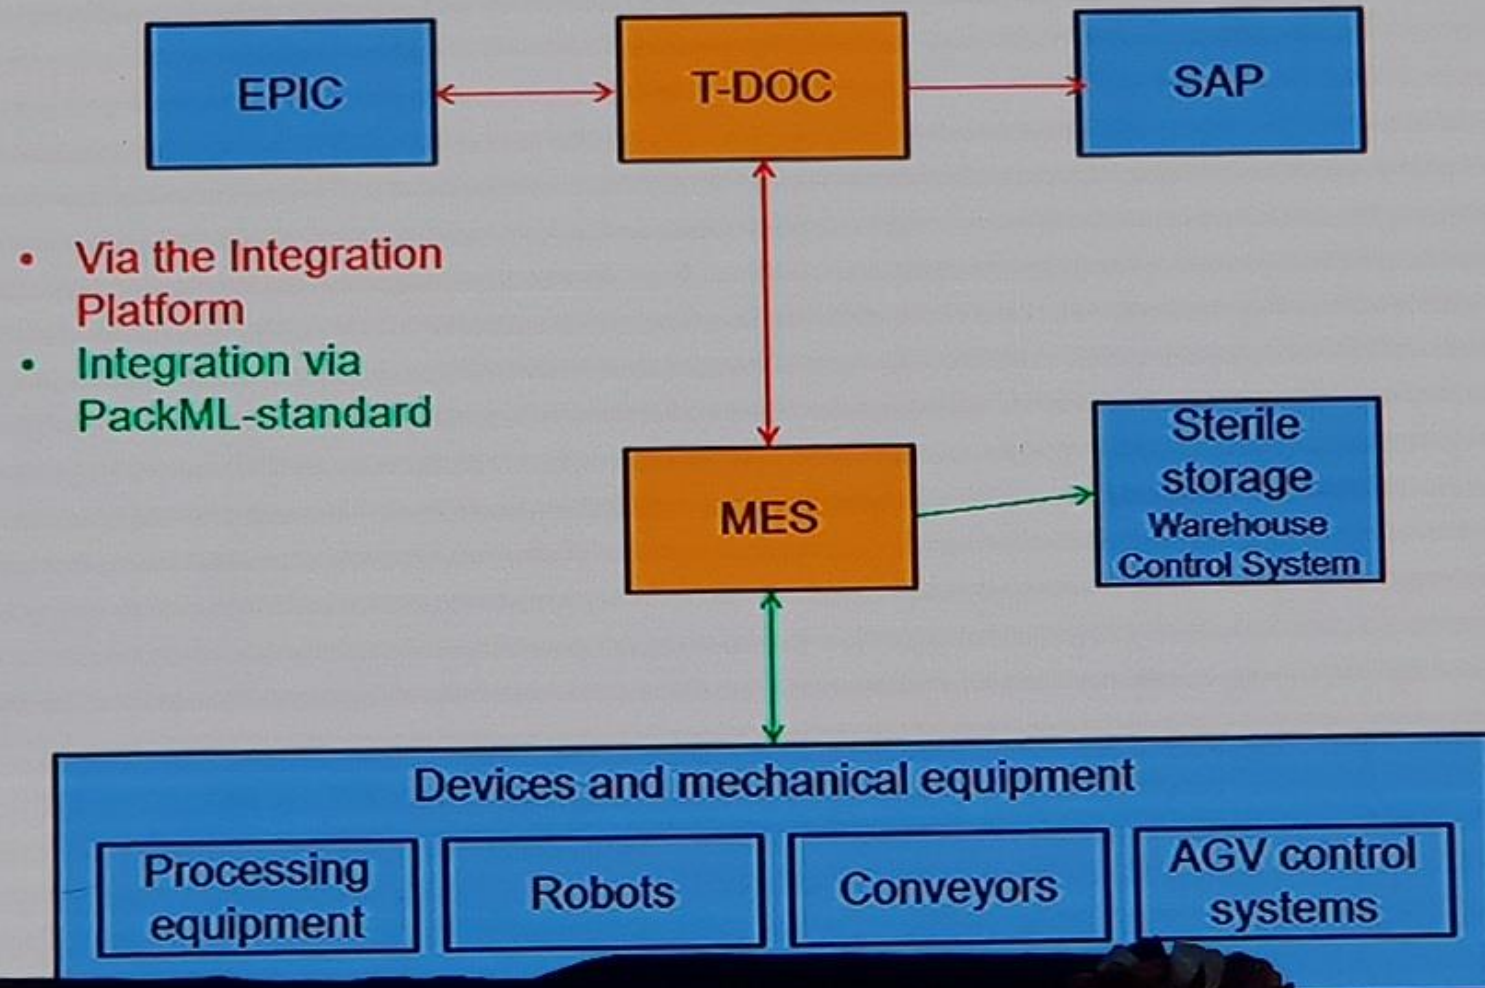 EPIC
T-DOC
SAP
• Via the Integration
Platform
• Integration via
PackML-standard
MES
Sterile
storage
Warehouse
Control System
Devices and mechanical equipment
Processing
equipment
Robots
Conveyors
AGV control
systems